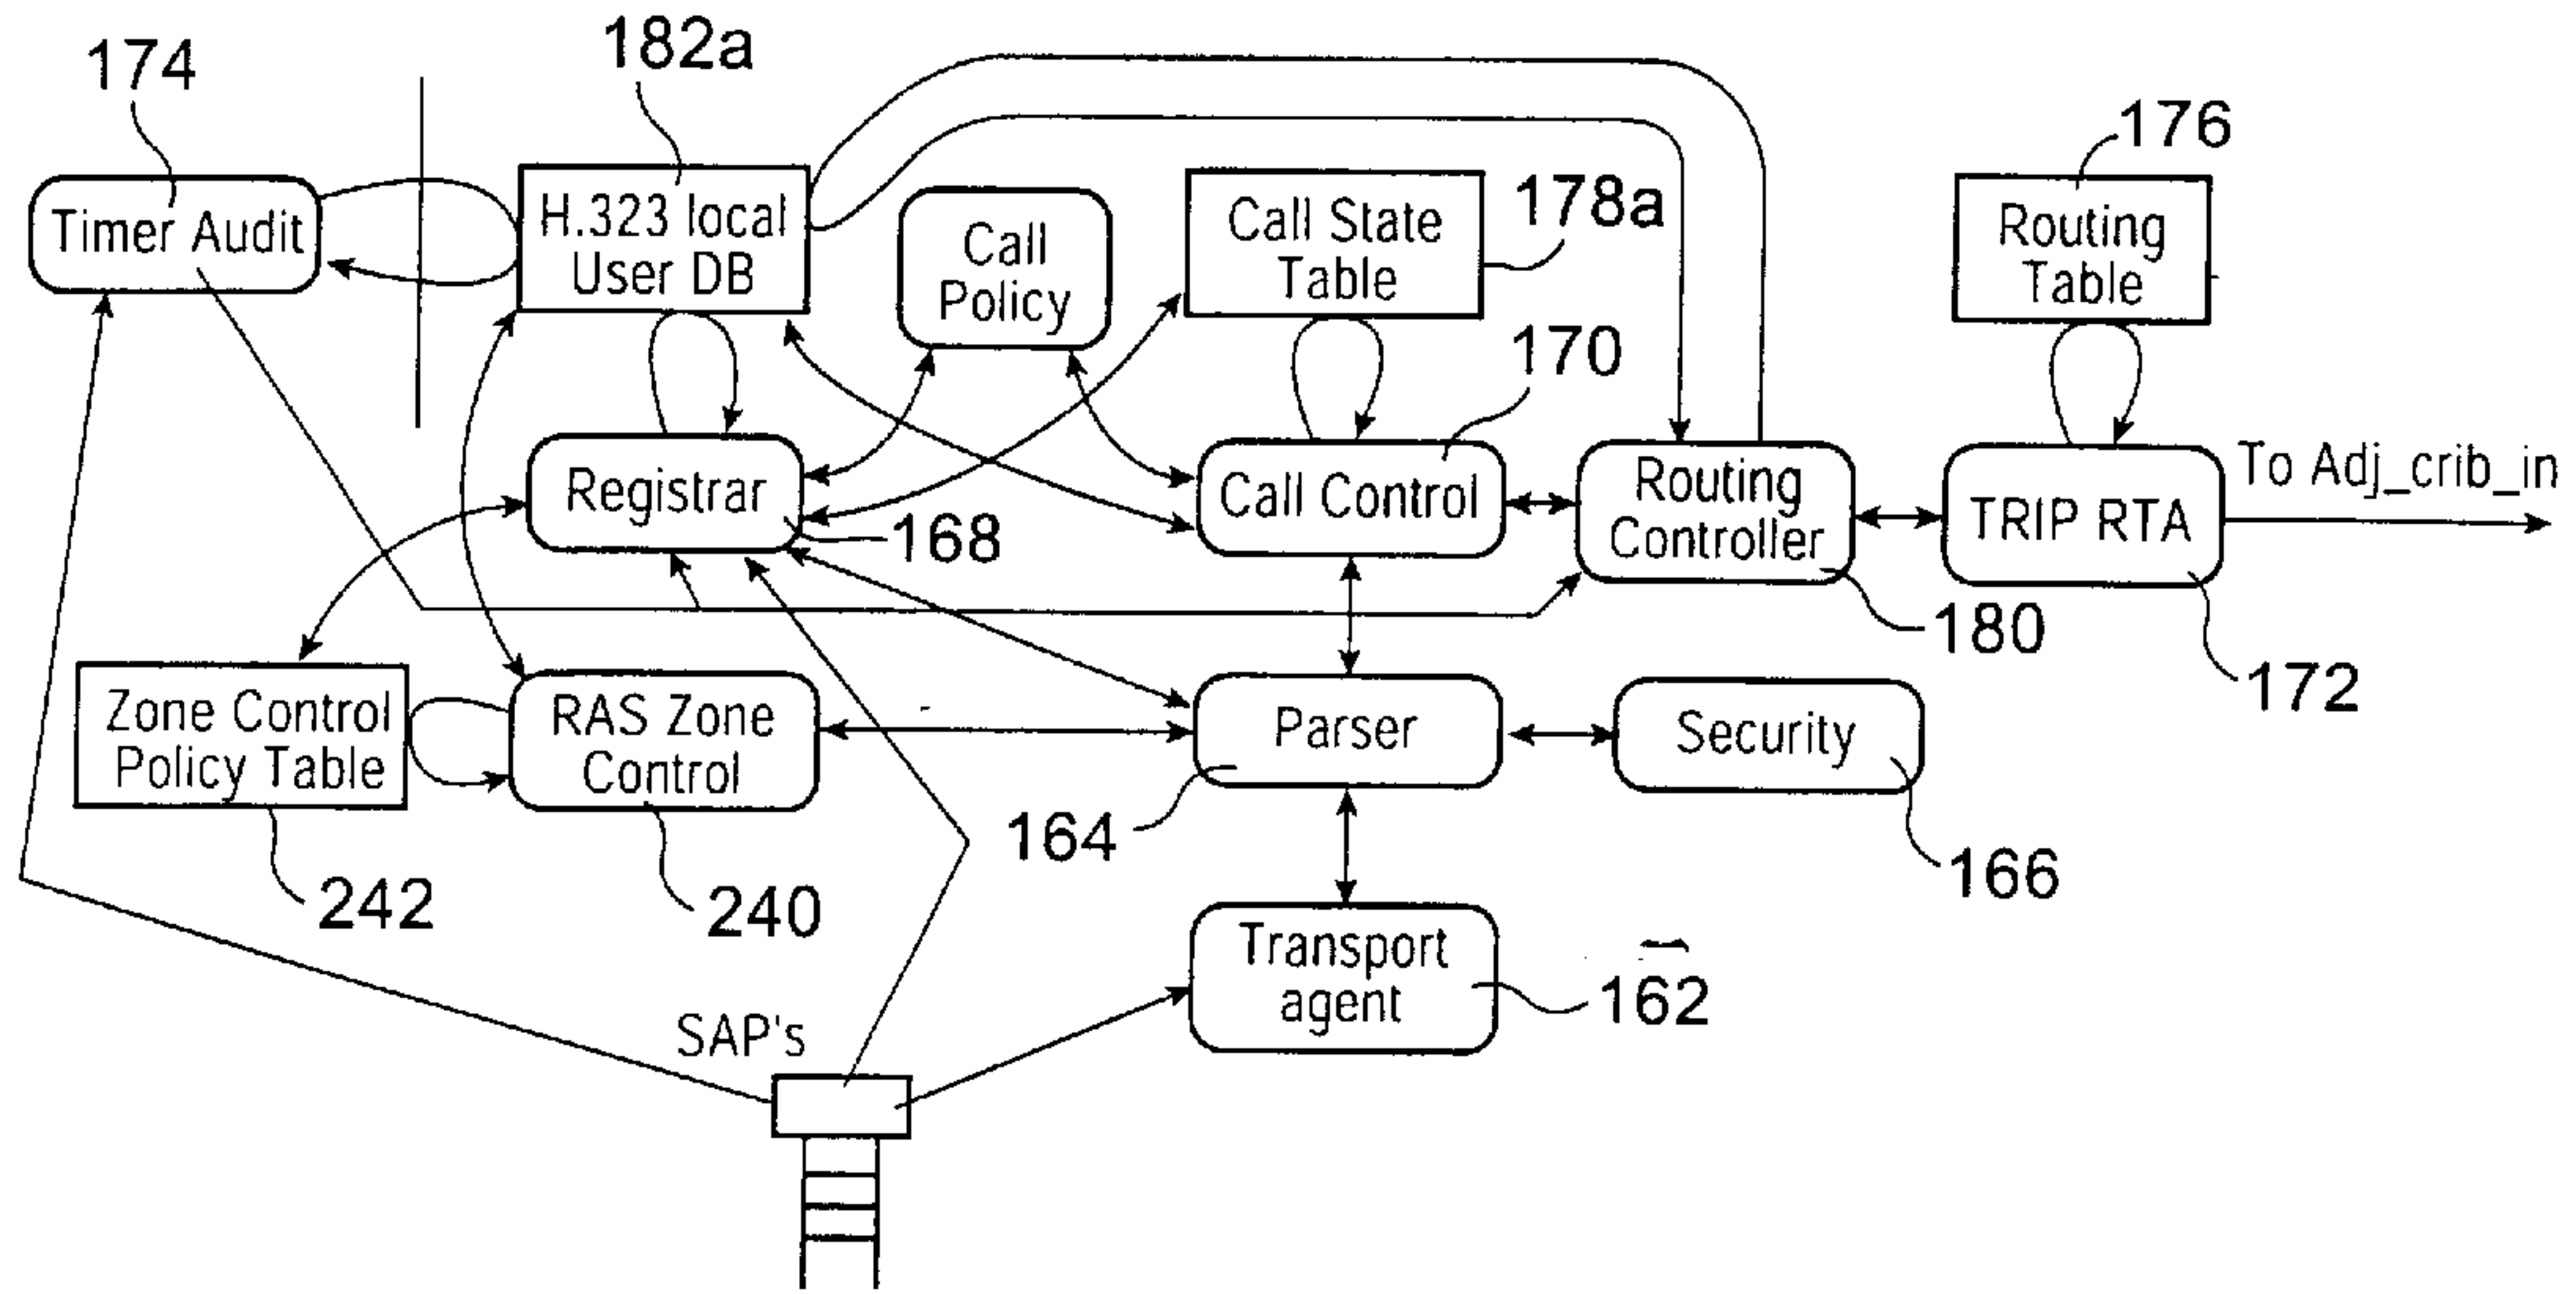 182a
174
176
Timer Audit
H.323 local
User DB
Call
Policy
Call State
Table
178a
Routing
Table
170
Registrar
168
Call Control
Routing
Controller
TRIP RTA
To Adj_crib_in
180
172
Zone Control
Policy Table
RAS Zone
Control
Parser
Security
164
166
242
240
Transport
agent
162
SAP's